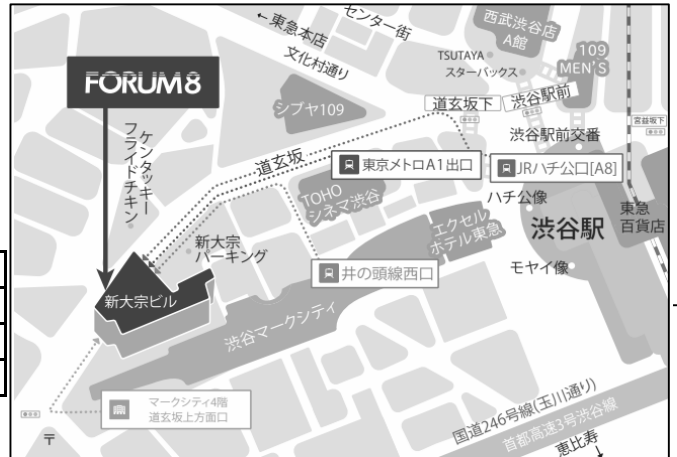 センター街
←東急本店
文化村通り
西武渋谷店
A館
109
MEN'S
TSUTAYA
スターバックス
FORUM8
シブヤ109
道玄坂下
渋谷駅前
宮益坂下
渋谷駅前交番
ケンタッキー
フライドチキン
道玄坂
東京メトロA1出口
JRハチ公口[A8]
TOHO
シネマ渋谷
ハチ公像
渋谷駅
東急
百貨店
エクセル
ホテル東急
新大宗
パーキング
井の頭線西口
モヤイ像
新大宗ビル
渋谷マークシティ
マークシティ4階
道玄坂上方面口
国道246号線(玉川通り)
首都高速3号渋谷線
恵比寿
〒